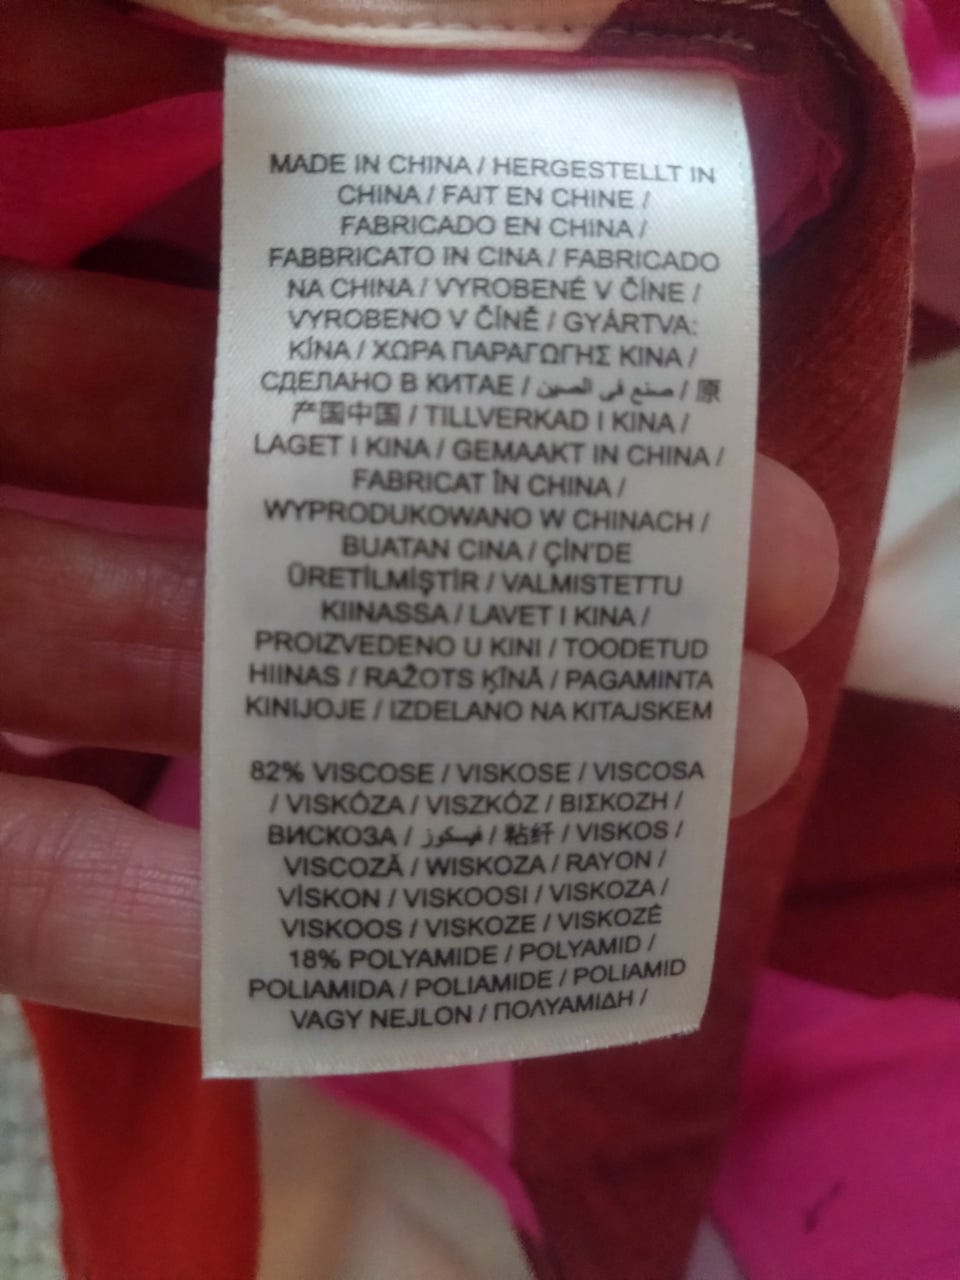 MADE IN CHINA / HERGESTELLT IN
CHINA / FAIT EN CHINE /
FABRICADO EN CHINA /
FABBRICATO IN CINA / FABRICADO
NA CHINA / VYROBENÉ V ČÍNE /
VYROBENO V ČÍNĚ / GYÁRTVA:
KÍNA / ΧΩΡΑ ΠΑΡΑΓΩΓΗΣ ΚΙΝΑ /
СДЕЛАНО В КИТАЕ / صنع في الصين / 原
产国中国 / TILLVERKAD I KINA /
LAGET I KINA / GEMAAKT IN CHINA /
FABRICAT ÎN CHINA /
WYPRODUKOWANO W CHINACH /
BUATAN CINA / ÇİN'DE
ÜRETİLMİŞTİR / VALMISTETTU
KIINASSA / LAVET I KINA /
PROIZVEDENO U KINI / TOODETUD
HIINAS / RAŽOTS ĶĪNĀ / PAGAMINTA
KINIJOJE / IZDELANO NA KITAJSKEM
82% VISCOSE / VISKOSE / VISCOSA
/ VISKÓZA / VISZKÓZ / ΒΙΣΚΟΖΗ /
ВИСКОЗА / فيسكوز / 粘纤 / VISKOS /
VISCOZĂ / WISKOZA / RAYON /
VİSKON / VISKOOSI / VISKOZA /
VISKOOS / VISKOZE / VISKOZĖ
18% POLYAMIDE / POLYAMID /
POLIAMIDA / POLIAMIDE / POLIAMID
VAGY NEJLON / ΠΟΛΥΑΜΙΔΗ /